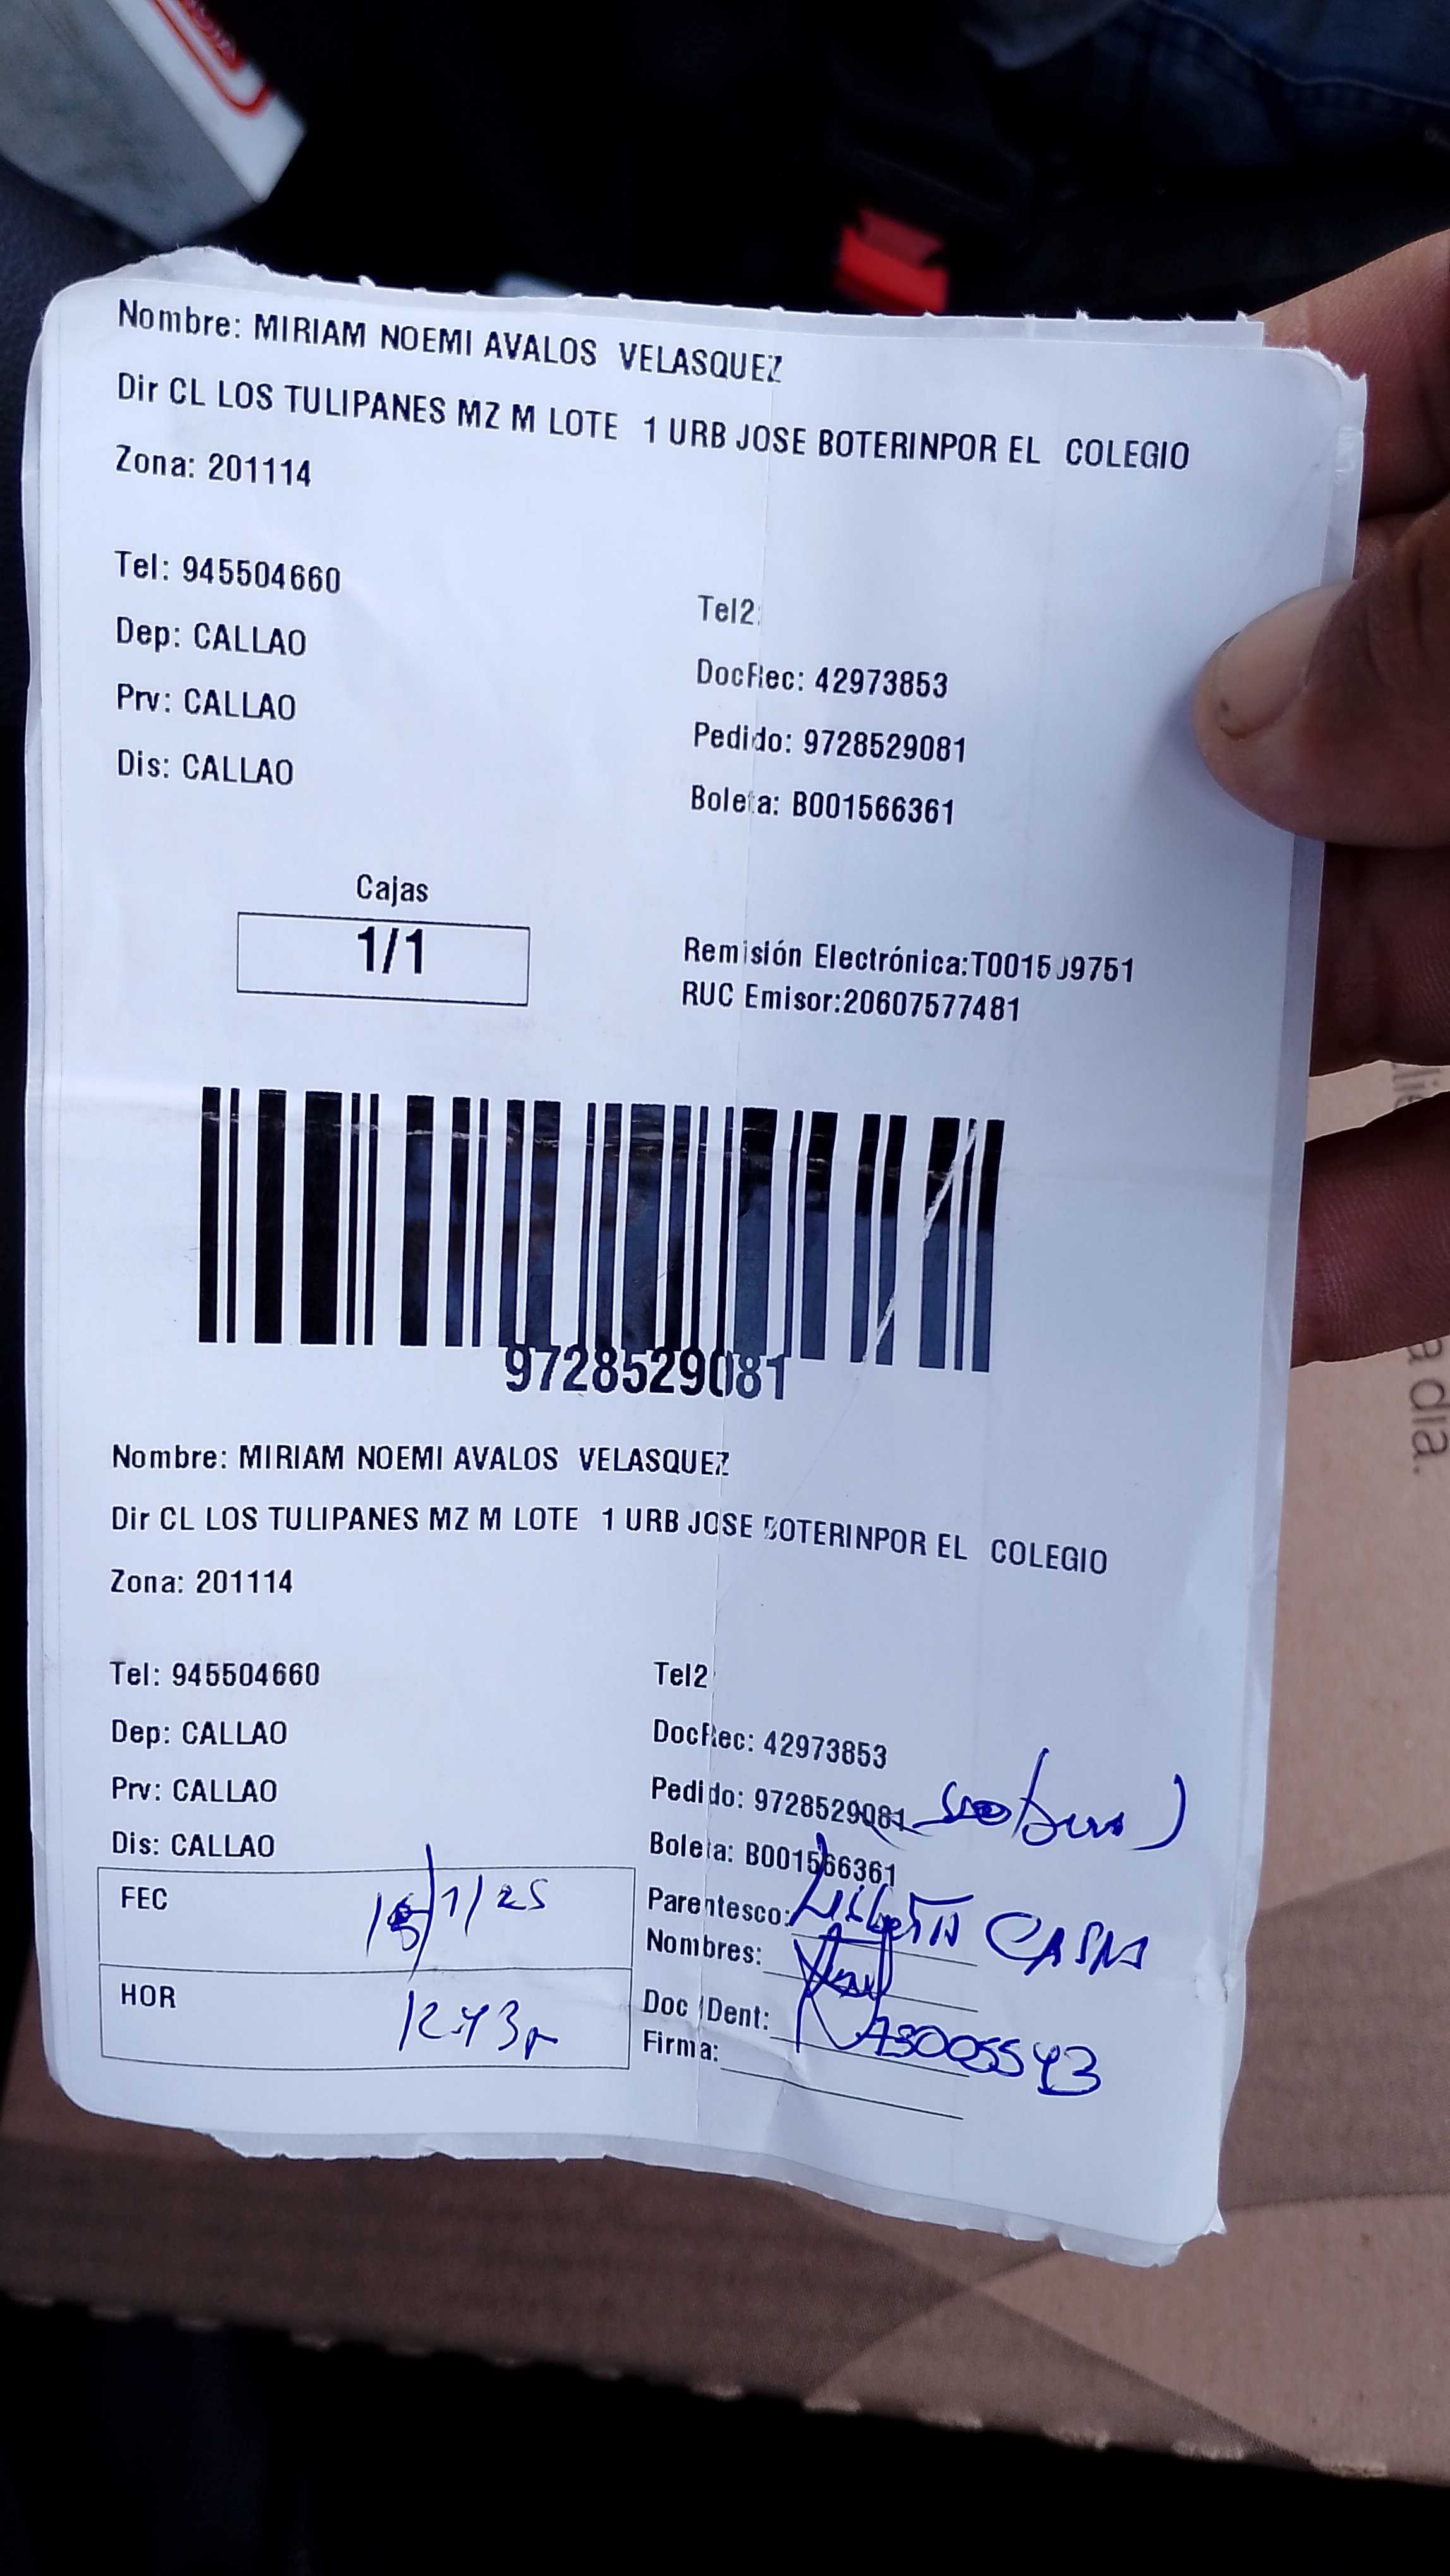 Nombre: MIRIAM NOEMI AVALOS VELASQUEZ
Dir CL LOS TULIPANES MZ M LOTE 1 URB JOSE BOTERINPOR EL COLEGIO
Zona: 201114
Tel: 945504660
Tel2:
Dep: CALLAO
DocRec: 42973853
Prv: CALLAO
Pedido: 9728529081
Dis: CALLAO
Boleta: B001566361
Cajas
1/1
Remisión Electrónica:
RUC Emisor:20607577481
9728529081
Nombre: MIRIAM NOEMI AVALOS VELASQUEZ
Dir CL LOS TULIPANES MZ M LOTE 1 URB JOSE BOTERINPOR EL COLEGIO
Zona: 201114
Tel: 945504660
Tel2
Dep: CALLAO
DocRec: 42973853
Prv: CALLAO
Pedido: 9728529081
Dis: CALLAO
Boleta: B001566361
FEC
Parentesco:
Nombres:
HOR
Doc IDent:
Firma:
a dia.